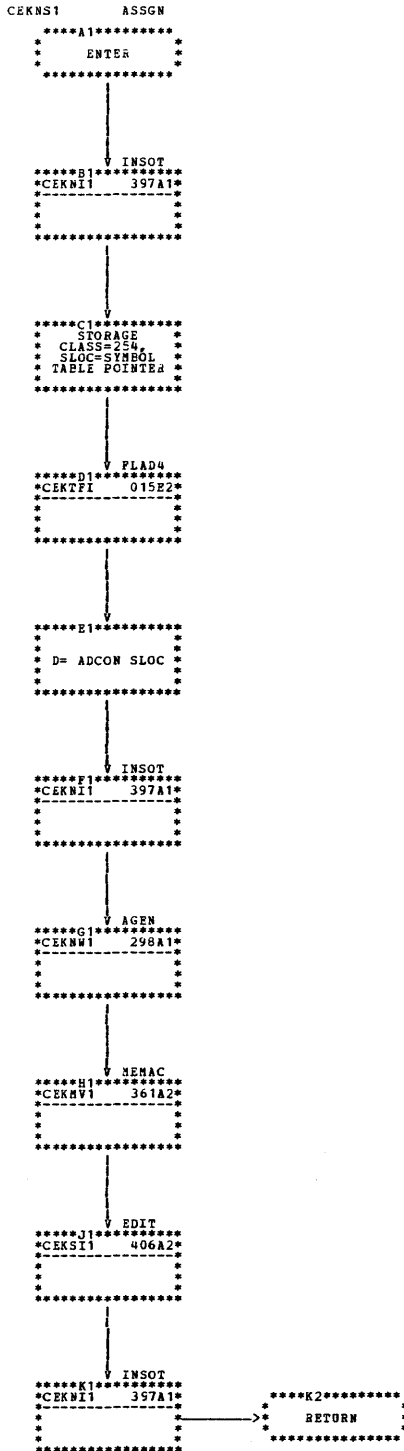 CEKNS1 ASSGN
A1
ENTER
INSOT
B1
CEKNI1 397A1
C1
STORAGE
CLASS=254,
SLOC=SYMBOL
TABLE POINTER
FLAD4
D1
CEKTFI 015E2
E1
D= ADCON SLOC
INSOT
F1
CEKNI1 397A1
AGEN
G1
CEKNW1 298A1
MEMAC
H1
CEKMV1 361A2
EDIT
J1
CEKSI1 406A2
INSOT
K1
CEKNI1 397A1
K2
RETURN